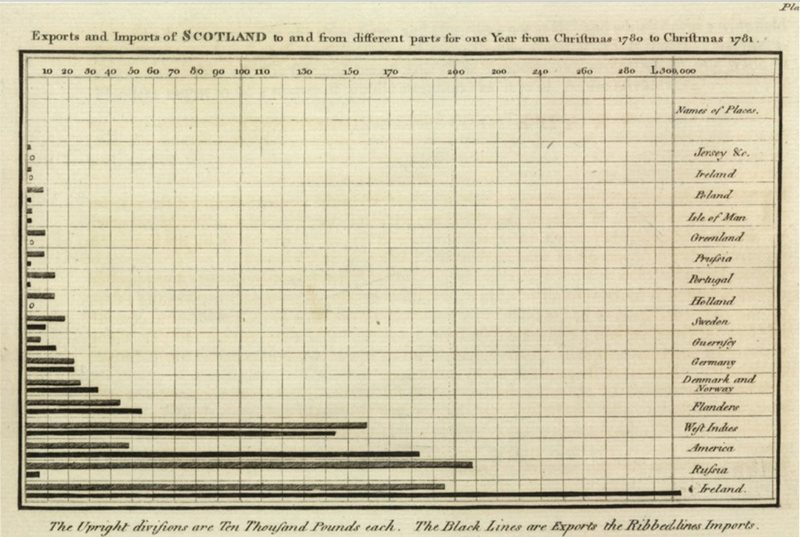 Pla
Exports and Imports of SCOTLAND to and from different parts for one Year from Chriſtmas 1780 to Chriſtmas 1781.
10 20 30 40 50 60 70 80 90 100 110 130 150 170 200 200 240 260 280 L300,000
Names of Places.
Jersey &c.
Ireland
Poland
Isle of Man
Greenland
Pruſsia
Portugal
Holland
Sweden
Guernſey
Germany
Denmark and
Norway
Flanders
West Indies
America
Ruſsia
Ireland.
The Upright diviſions are Ten Thouſand Pounds each. The Black Lines are Exports the Ribbed lines Imports.